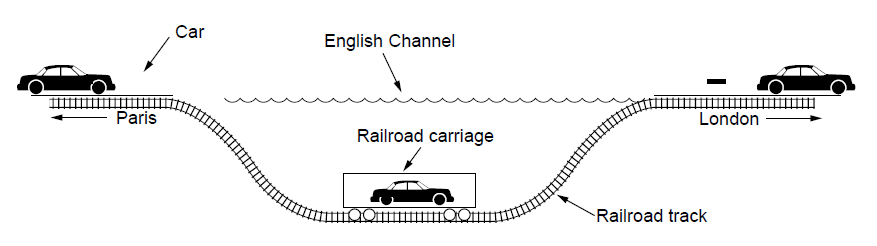 Car
English Channel
Paris
London
Railroad carriage
Railroad track